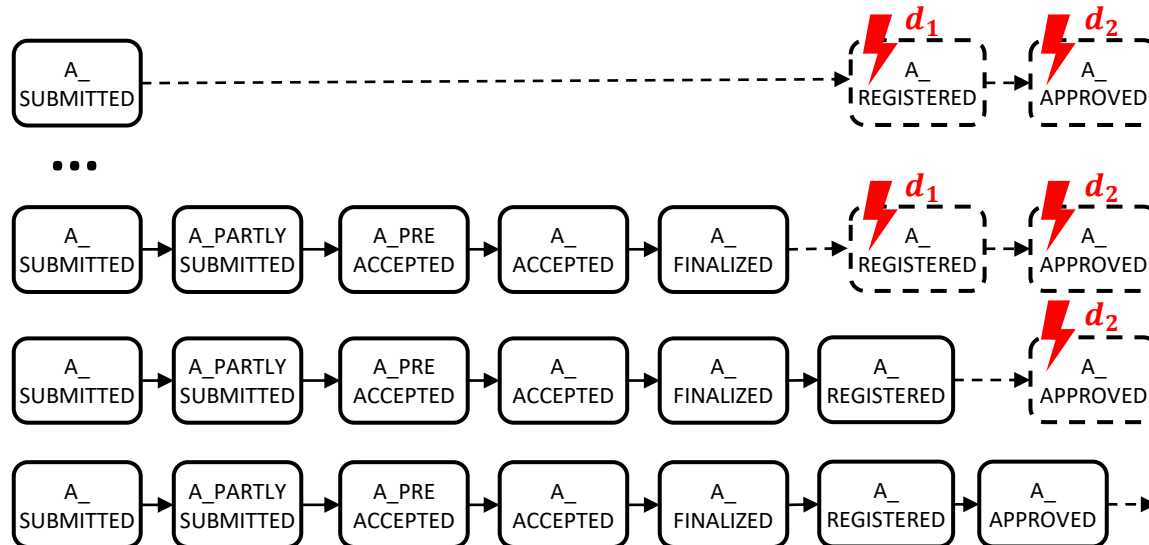 d₁ d₂
A_ A_ A_
SUBMITTED REGISTERED APPROVED
...
d₁ d₂
A_ A_PARTLY A_PRE A_ A_ A_ A_
SUBMITTED SUBMITTED ACCEPTED ACCEPTED FINALIZED REGISTERED APPROVED
d₂
A_ A_PARTLY A_PRE A_ A_ A_ A_
SUBMITTED SUBMITTED ACCEPTED ACCEPTED FINALIZED REGISTERED APPROVED
A_ A_PARTLY A_PRE A_ A_ A_ A_
SUBMITTED SUBMITTED ACCEPTED ACCEPTED FINALIZED REGISTERED APPROVED